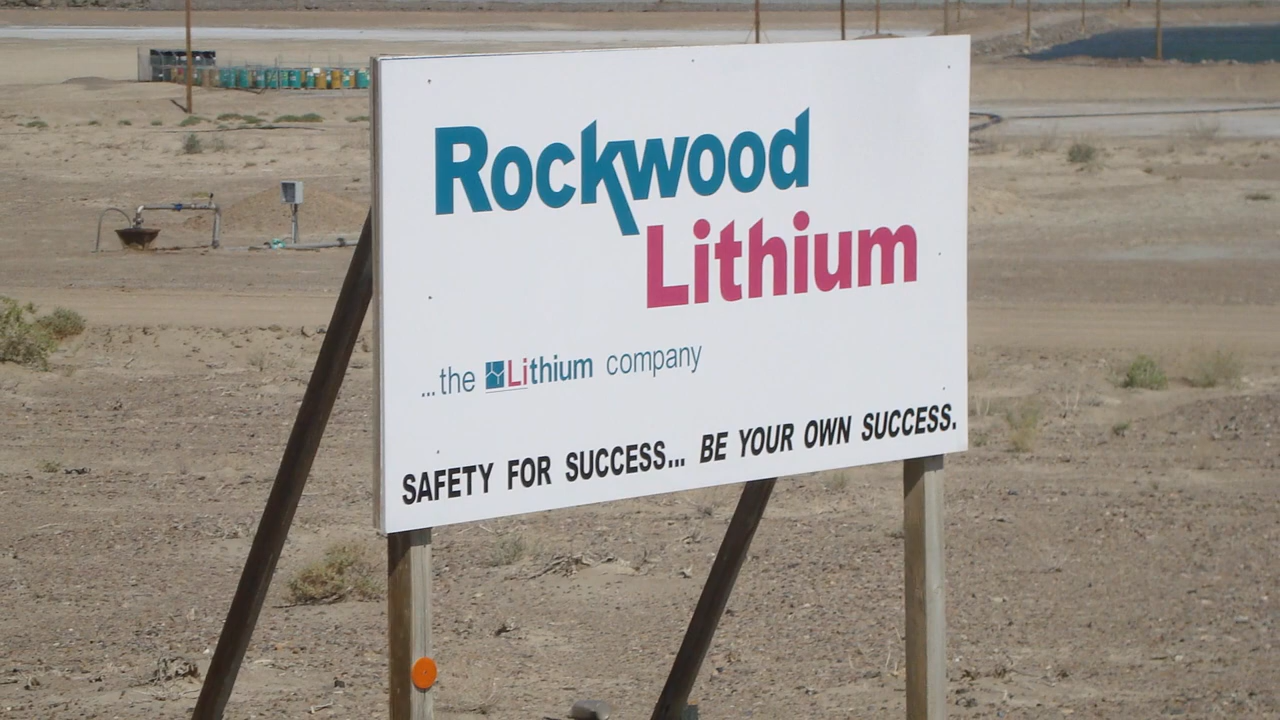 Rockwood
Lithium
...the Lithium company
SAFETY FOR SUCCESS... BE YOUR OWN SUCCESS.